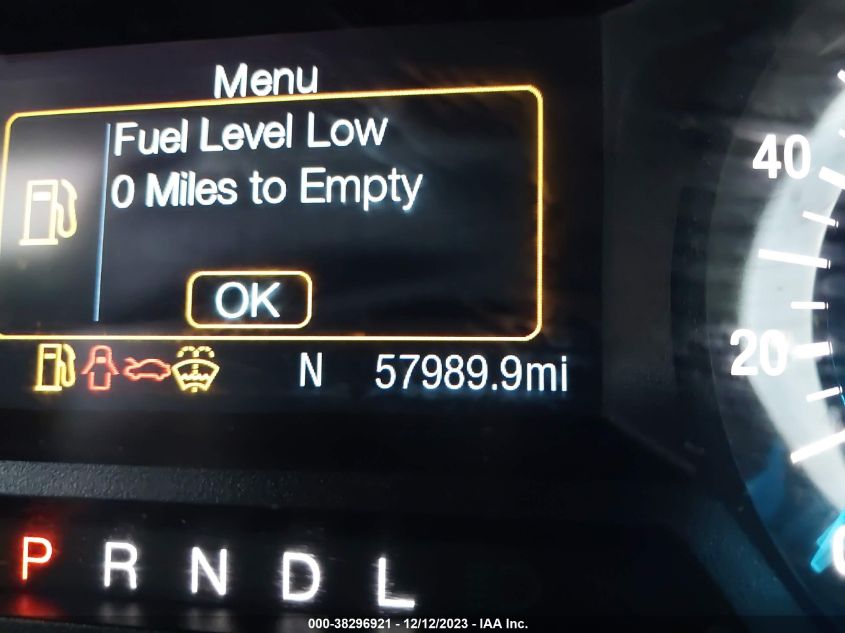 Menu
Fuel Level Low
0 Miles to Empty
OK
N 57989.9mi
40
20
0
P R N D L
000-38296921 - 12/12/2023 - IAA Inc.